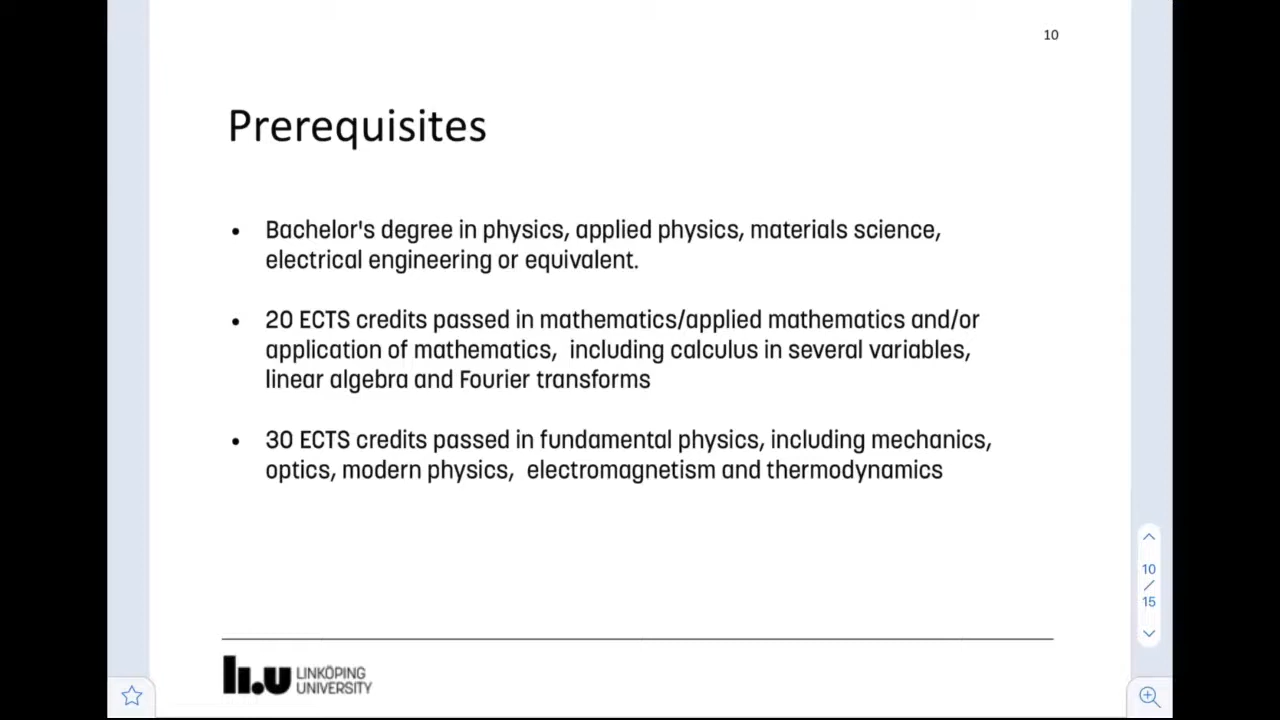 10
Prerequisites
• Bachelor's degree in physics, applied physics, materials science,
electrical engineering or equivalent.
• 20 ECTS credits passed in mathematics/applied mathematics and/or
application of mathematics,  including calculus in several variables,
linear algebra and Fourier transforms
• 30 ECTS credits passed in fundamental physics, including mechanics,
optics, modern physics,  electromagnetism and thermodynamics
10
/
15
li.u LINKÖPING
UNIVERSITY